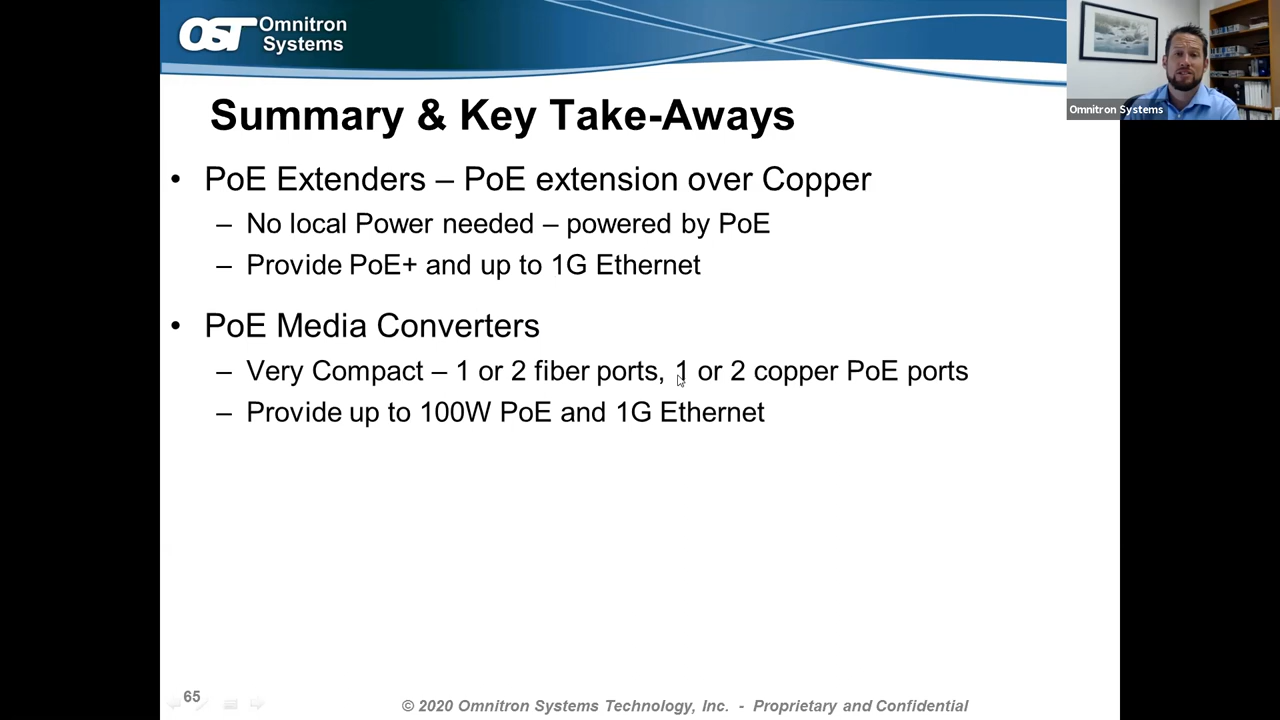 OST Omnitron
Systems
Omnitron Systems
Summary & Key Take-Aways
• PoE Extenders – PoE extension over Copper
– No local Power needed – powered by PoE
– Provide PoE+ and up to 1G Ethernet
• PoE Media Converters
– Very Compact – 1 or 2 fiber ports, 1 or 2 copper PoE ports
– Provide up to 100W PoE and 1G Ethernet
65
© 2020 Omnitron Systems Technology, Inc. - Proprietary and Confidential